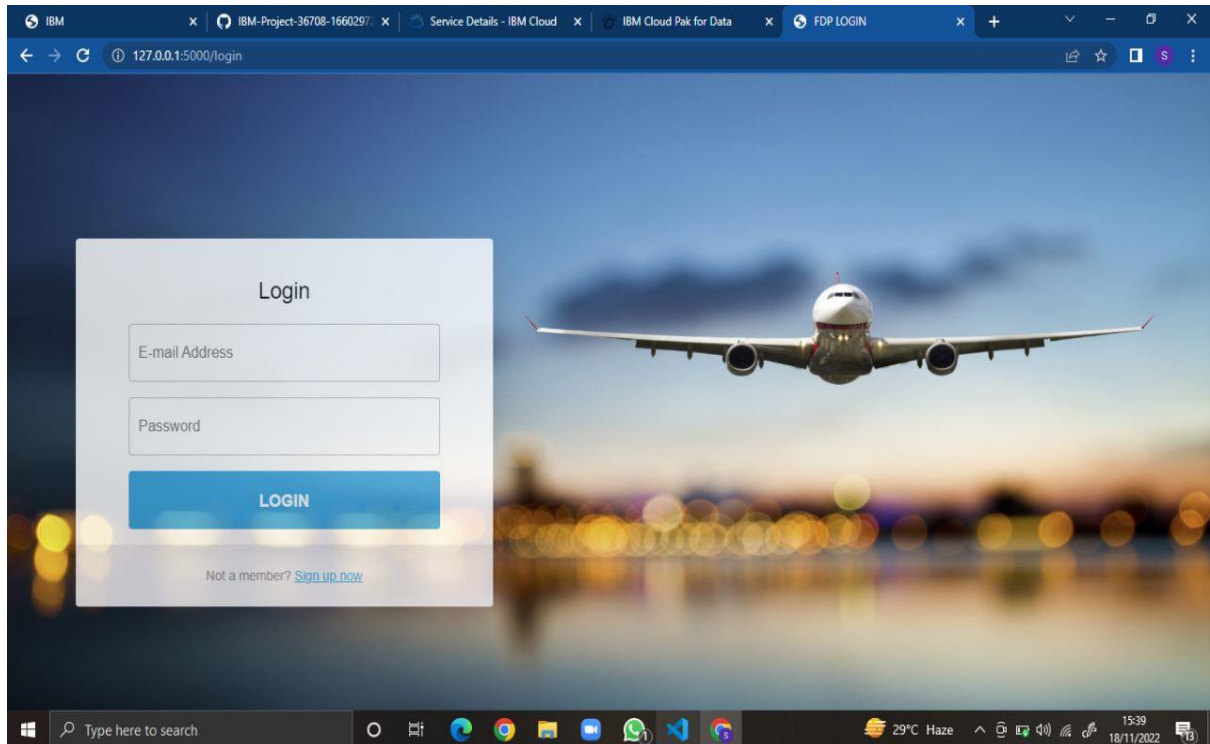 IBM
IBM-Project-36708-1660297
Service Details - IBM Cloud
IBM Cloud Pak for Data
FDP LOGIN
127.0.0.1:5000/login
S
Login
E-mail Address
Password
LOGIN
Not a member? Sign up now
Type here to search
29°C Haze
15:39
18/11/2022